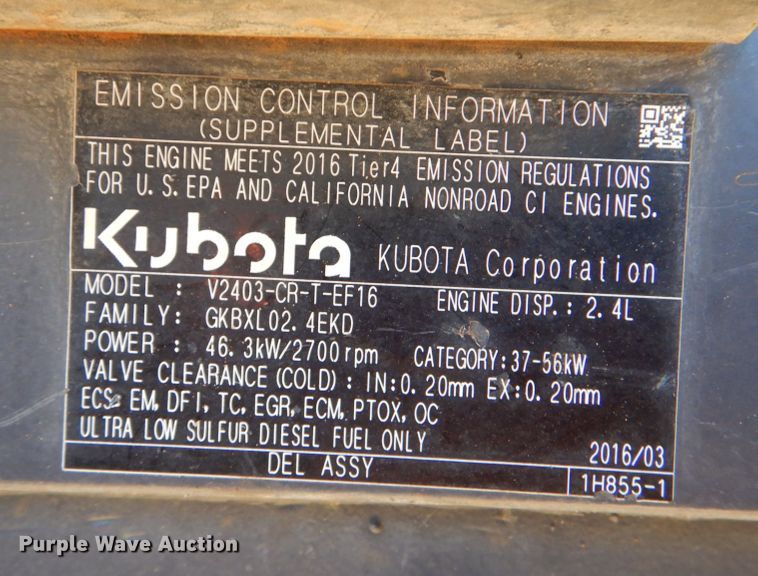 EMISSION CONTROL INFORMATION
(SUPPLEMENTAL LABEL)
THIS ENGINE MEETS 2016 Tier4 EMISSION REGULATIONS
FOR U.S.EPA AND CALIFORNIA NONROAD CI ENGINES.
Kubota KUBOTA Corporation
MODEL : V2403-CR-T-EF16 ENGINE DISP.: 2.4L
FAMILY: GKBXL02.4EKD
POWER : 46.3kW/2700rpm CATEGORY:37-56kW
VALVE CLEARANCE(COLD): IN:0.20mm EX:0.20mm
ECS: EM, DFI, TC, EGR, ECM, PTOX, OC
ULTRA LOW SULFUR DIESEL FUEL ONLY 2016/03
DEL ASSY 1H855-1
Purple Wave Auction